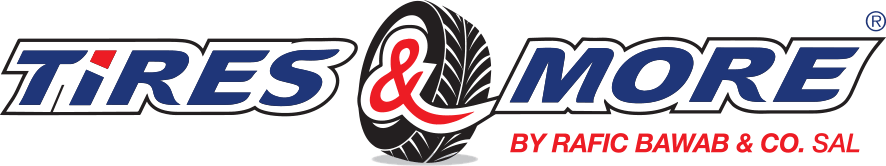 TiRES & MORE®
BY RAFIC BAWAB & CO. SAL